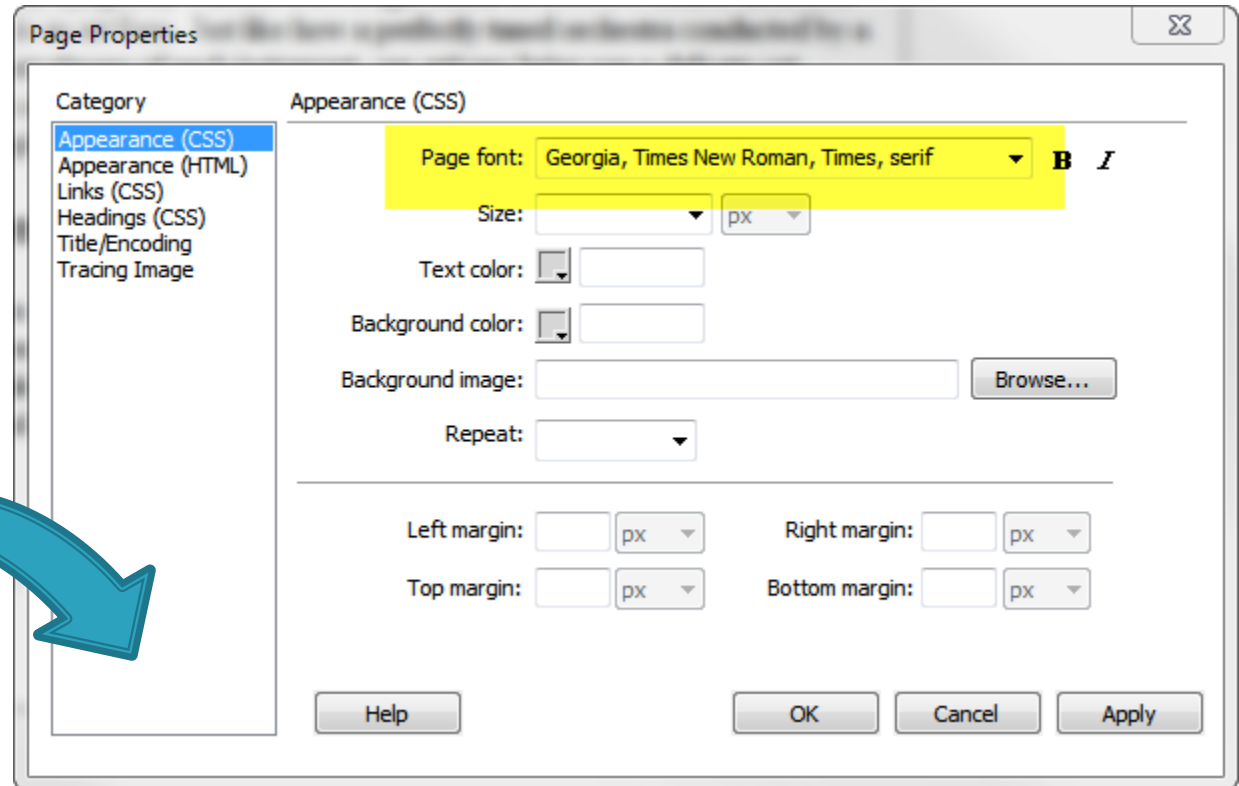 Page Properties
Category
Appearance (CSS)
Appearance (HTML)
Links (CSS)
Headings (CSS)
Title/Encoding
Tracing Image
Appearance (CSS)
Page font: Georgia, Times New Roman, Times, serif B I
Size: px
Text color:
Background color:
Background image: Browse...
Repeat:
Left margin: px Right margin: px
Top margin: px Bottom margin: px
Help OK Cancel Apply